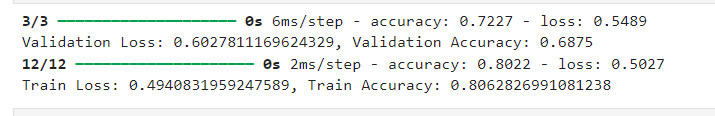 3/3 ━━━━━━━━━━━━━━━━━━━━ 0s 6ms/step - accuracy: 0.7227 - loss: 0.5489
Validation Loss: 0.6027811169624329, Validation Accuracy: 0.6875
12/12 ━━━━━━━━━━━━━━━━━━━━ 0s 2ms/step - accuracy: 0.8022 - loss: 0.5027
Train Loss: 0.4940831959247589, Train Accuracy: 0.8062826991081238